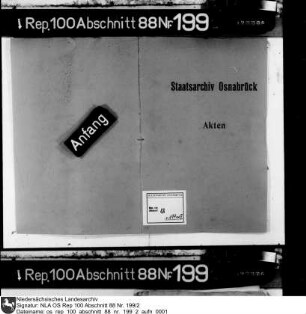 Rep. 100 Abschnitt 88 Nr. 199
Staatsarchiv Osnabrück
Akten
Anfang
Rep. 100 Abschnitt 88 Nr. 199
Niedersächsisches Landesarchiv
Signatur: NLA OS Rep 100 Abschnitt 88 Nr. 199/2
Dateiname: os_rep_100_abschnitt_88_nr._199_2_aufn_0001